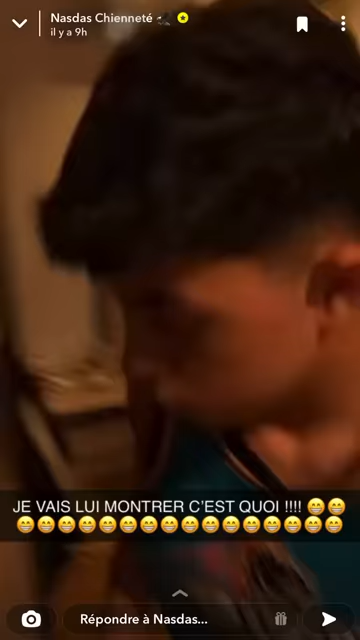 Nasdas Chienneté
il y a 9h
JE VAIS LUI MONTRER C'EST QUOI !!!! 😁😁
😁😁😁😁😁😁😁😁😁😁😁😁😁😁😁😁
Répondre à Nasdas...